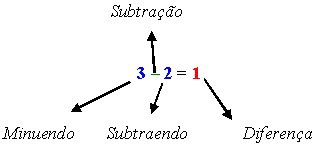 Subtração
3 – 2 = 1
Minuendo Subtraendo Diferença